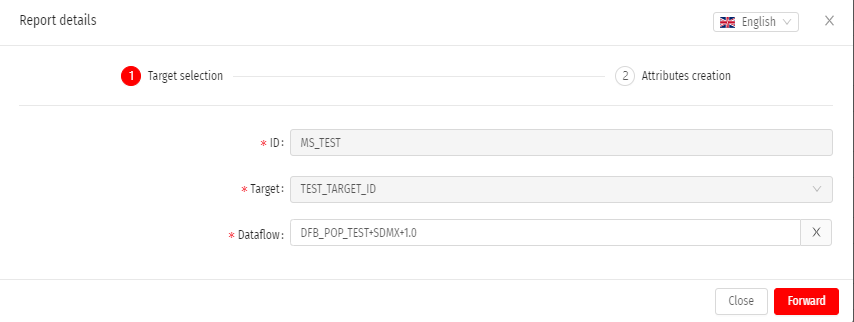 Report details
English
X
1 Target selection
2 Attributes creation
* ID:
MS_TEST
* Target:
TEST_TARGET_ID
* Dataflow:
DFB_POP_TEST+SDMX+1.0
X
Close
Forward